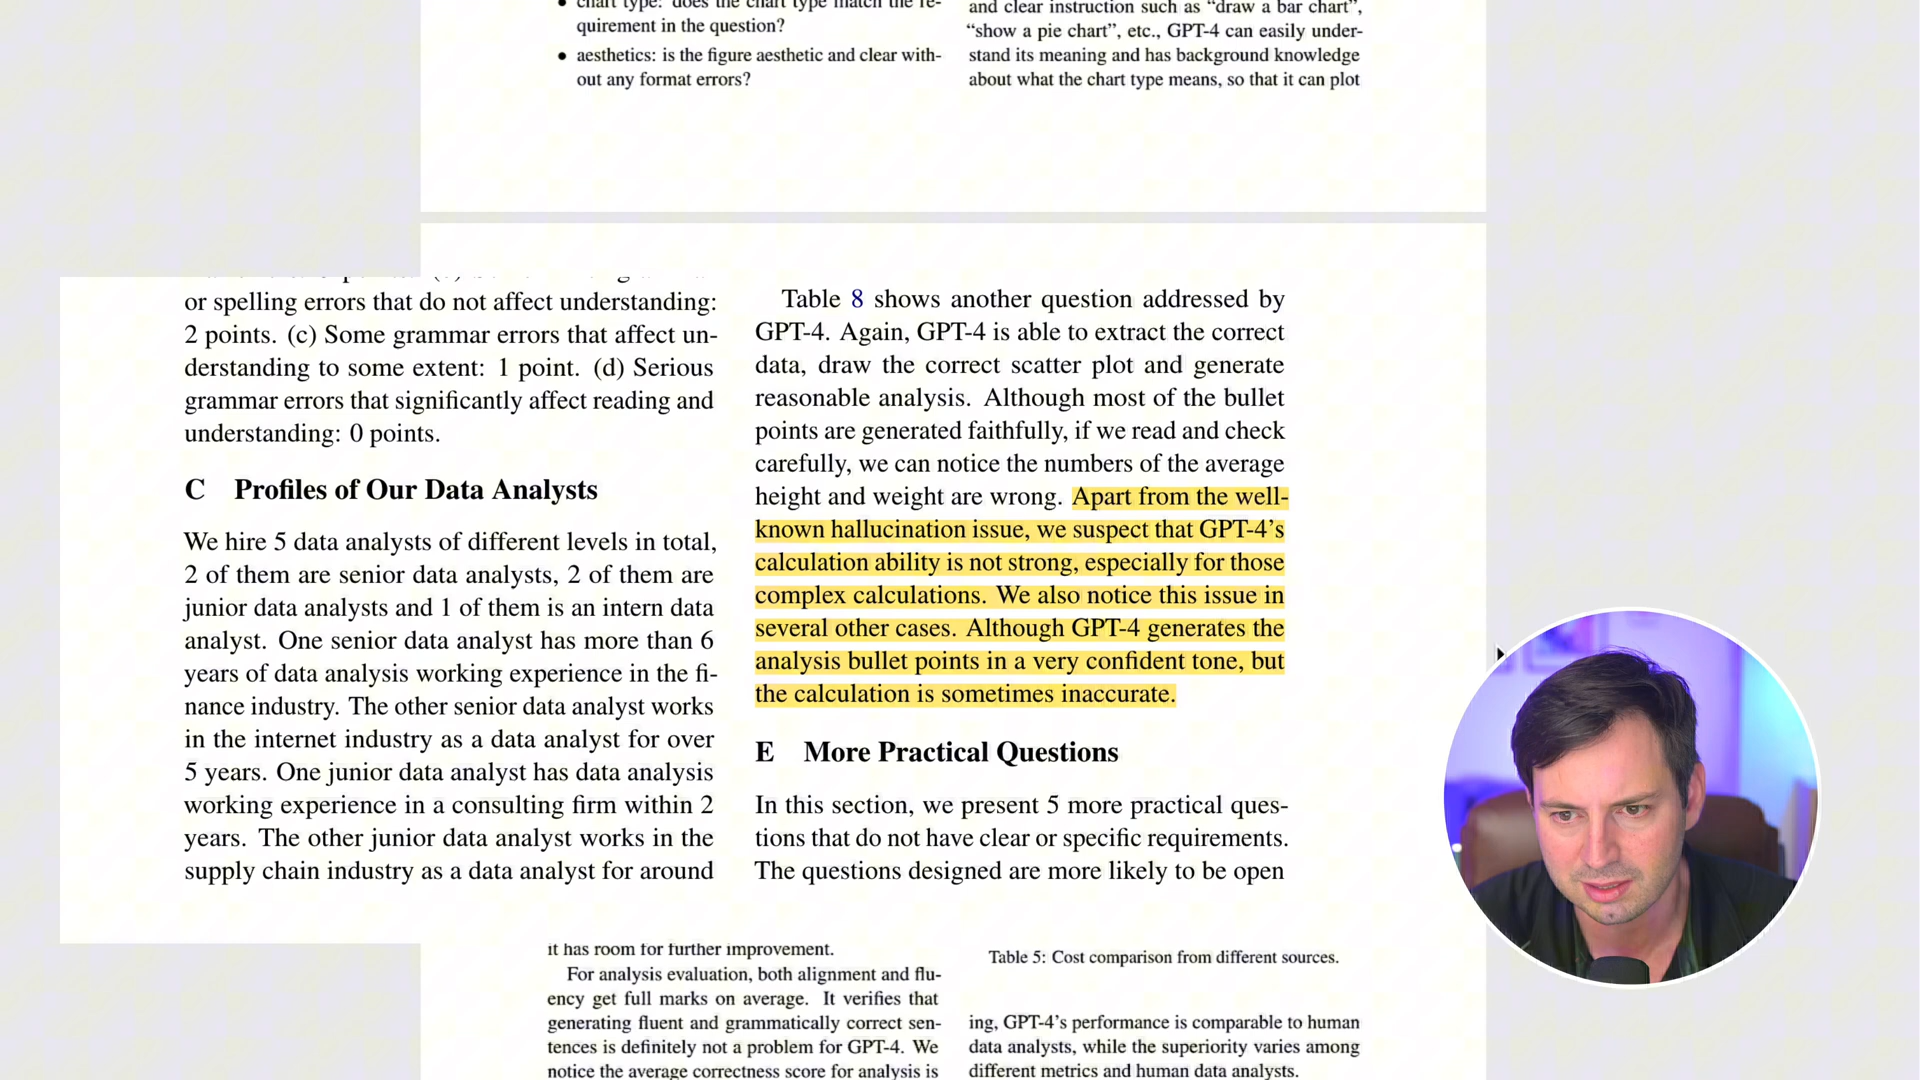 chart type: does the chart type match the re-
quirement in the question?
• aesthetics: is the figure aesthetic and clear with-
out any format errors?
and clear instruction such as “draw a bar chart”,
“show a pie chart”, etc., GPT-4 can easily under-
stand its meaning and has background knowledge
about what the chart type means, so that it can plot
or spelling errors that do not affect understanding:
2 points. (c) Some grammar errors that affect un-
derstanding to some extent: 1 point. (d) Serious
grammar errors that significantly affect reading and
understanding: 0 points.
C Profiles of Our Data Analysts
We hire 5 data analysts of different levels in total,
2 of them are senior data analysts, 2 of them are
junior data analysts and 1 of them is an intern data
analyst. One senior data analyst has more than 6
years of data analysis working experience in the fi-
nance industry. The other senior data analyst works
in the internet industry as a data analyst for over
5 years. One junior data analyst has data analysis
working experience in a consulting firm within 2
years. The other junior data analyst works in the
supply chain industry as a data analyst for around
Table 8 shows another question addressed by
GPT-4. Again, GPT-4 is able to extract the correct
data, draw the correct scatter plot and generate
reasonable analysis. Although most of the bullet
points are generated faithfully, if we read and check
carefully, we can notice the numbers of the average
height and weight are wrong. Apart from the well-
known hallucination issue, we suspect that GPT-4’s
calculation ability is not strong, especially for those
complex calculations. We also notice this issue in
several other cases. Although GPT-4 generates the
analysis bullet points in a very confident tone, but
the calculation is sometimes inaccurate.
E More Practical Questions
In this section, we present 5 more practical ques-
tions that do not have clear or specific requirements.
The questions designed are more likely to be open
it has room for further improvement.
For analysis evaluation, both alignment and flu-
ency get full marks on average. It verifies that
generating fluent and grammatically correct sen-
tences is definitely not a problem for GPT-4. We
notice the average correctness score for analysis is
Table 5: Cost comparison from different sources.
ing, GPT-4’s performance is comparable to human
data analysts, while the superiority varies among
different metrics and human data analysts.